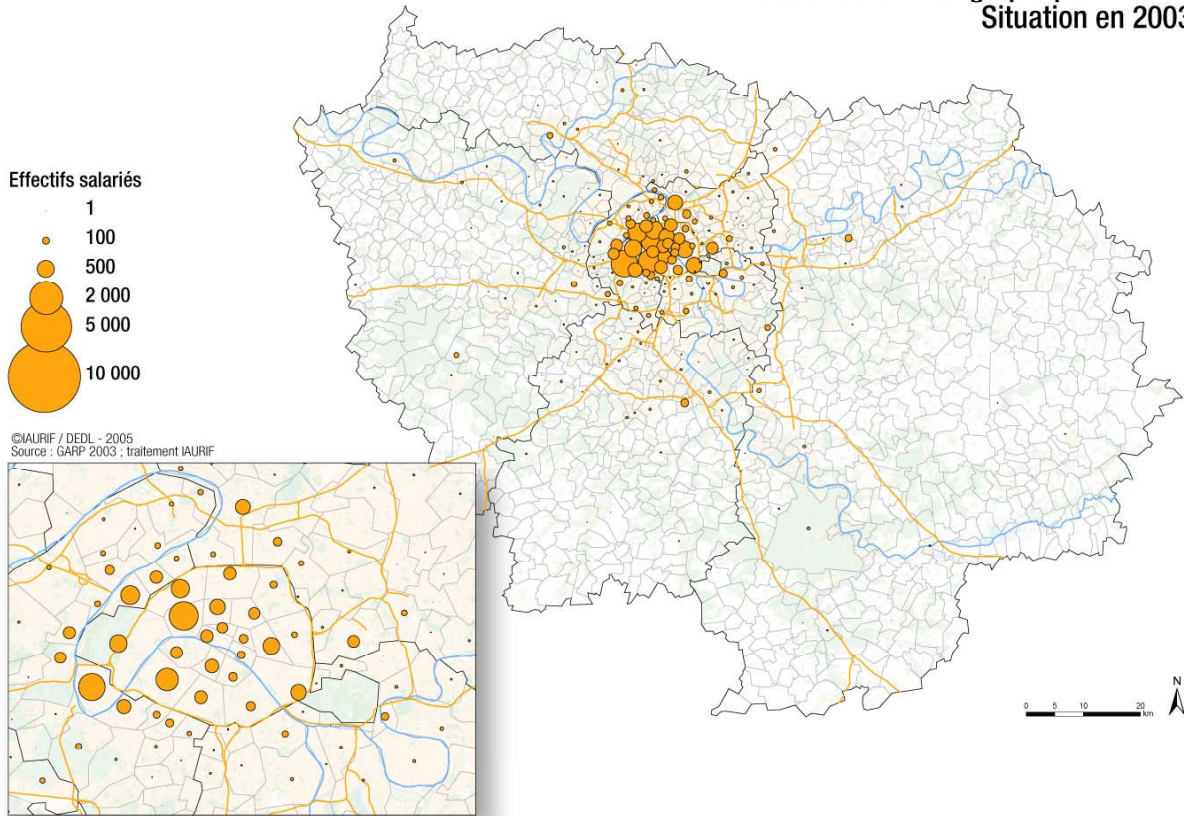 Situation en 2003
Effectifs salariés
1
100
500
2 000
5 000
10 000
©IAURIF / DEDL - 2005
Source : GARP 2003 ; traitement IAURIF
N
0 5 10 20
km